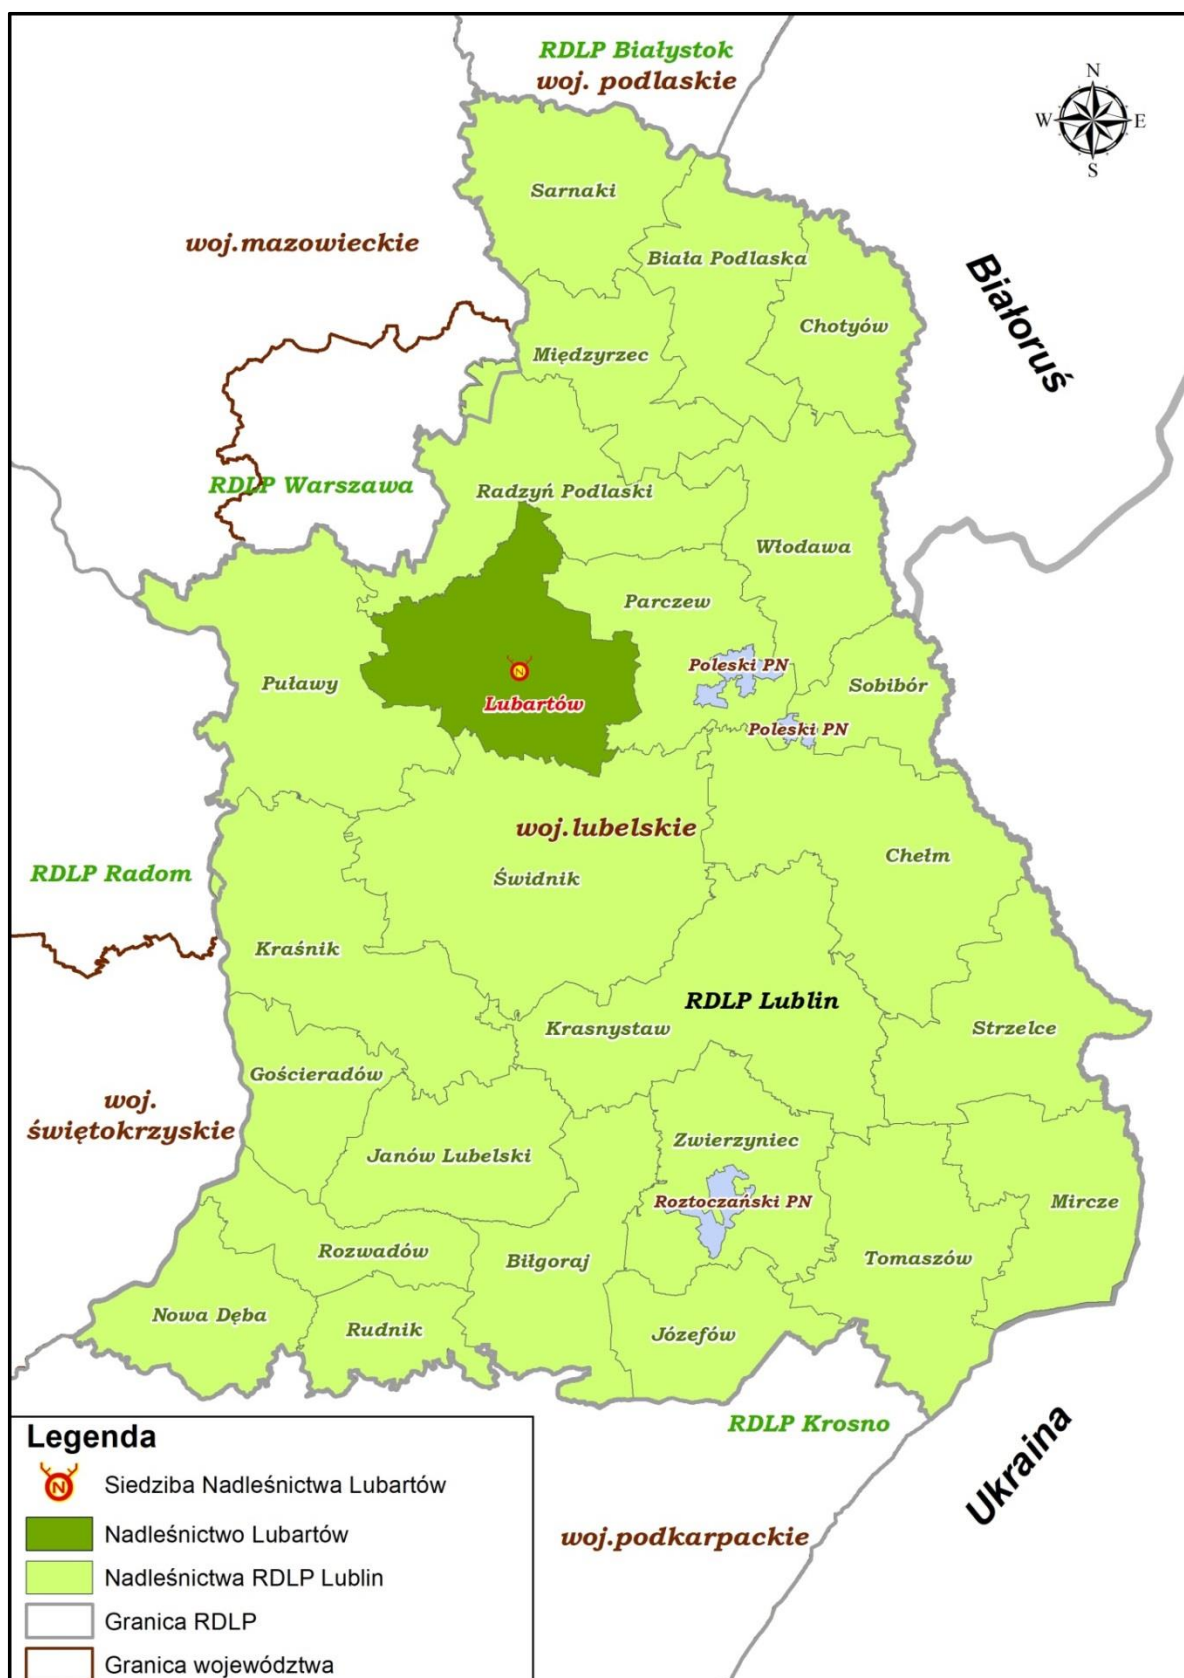 RDLP Białystok
woj. podlaskie
N
W
E
S
Sarnaki
woj.mazowieckie
Biała Podlaska
Białoruś
Chotyów
Międzyrzec
RDLP Warszawa
Radzyń Podlaski
Włodawa
Parczew
Poleski PN
Puławy
N
Lubartów
Sobibór
Poleski PN
woj.lubelskie
RDLP Radom
Świdnik
Chełm
Kraśnik
RDLP Lublin
Krasnystaw
Strzelce
Gościeradów
woj.
świętokrzyskie
Janów Lubelski
Zwierzyniec
Roztoczański PN
Mircze
Rozwadów
Biłgoraj
Tomaszów
Nowa Dęba
Rudnik
Józefów
RDLP Krosno
Ukraina
woj.podkarpackie
Legenda
N
Siedziba Nadleśnictwa Lubartów
Nadleśnictwo Lubartów
Nadleśnictwa RDLP Lublin
Granica RDLP
Granica województwa